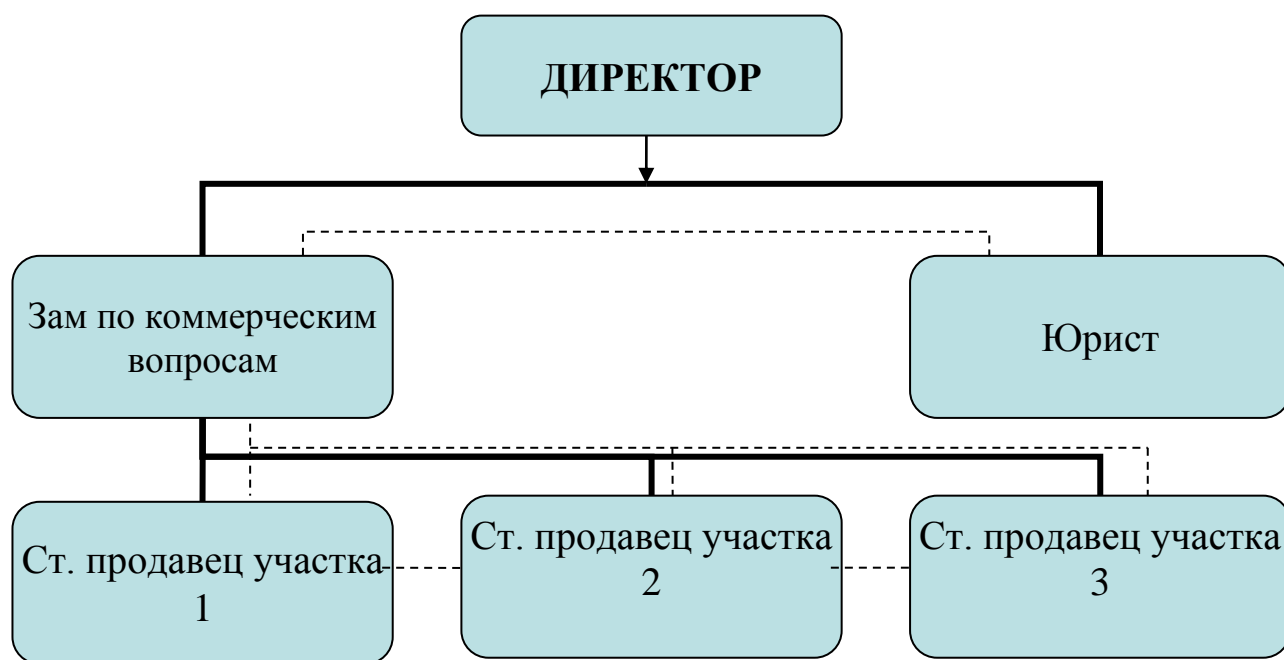 ДИРЕКТОР
Зам по коммерческим
вопросам
Юрист
Ст. продавец участка
1
Ст. продавец участка
2
Ст. продавец участка
3